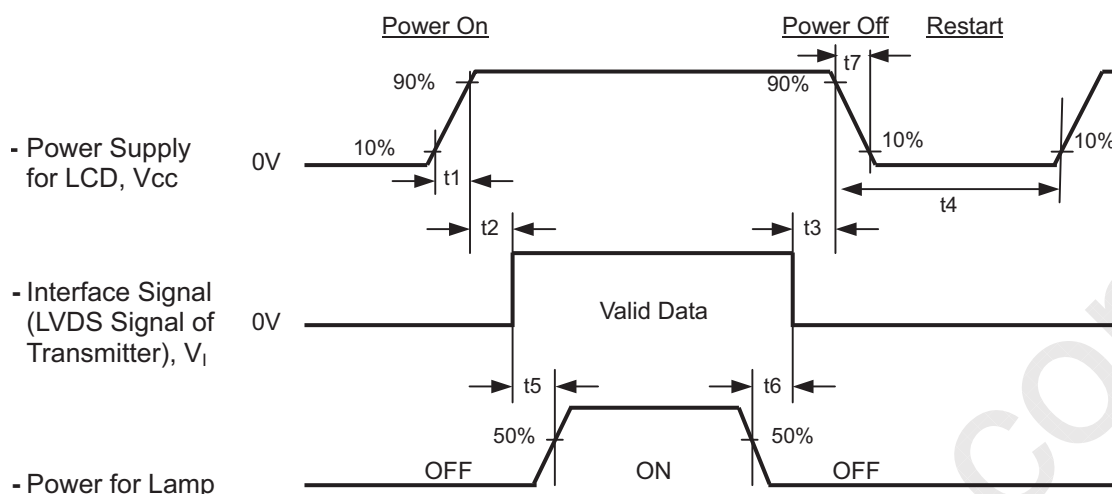 Power On
Power Off
Restart
t7
90%
90%
- Power Supply
for LCD, Vcc
0V
10%
10%
10%
t1
t4
t2
t3
- Interface Signal
(LVDS Signal of
Transmitter), VI
0V
Valid Data
t5
t6
50%
50%
- Power for Lamp
OFF
ON
OFF
com